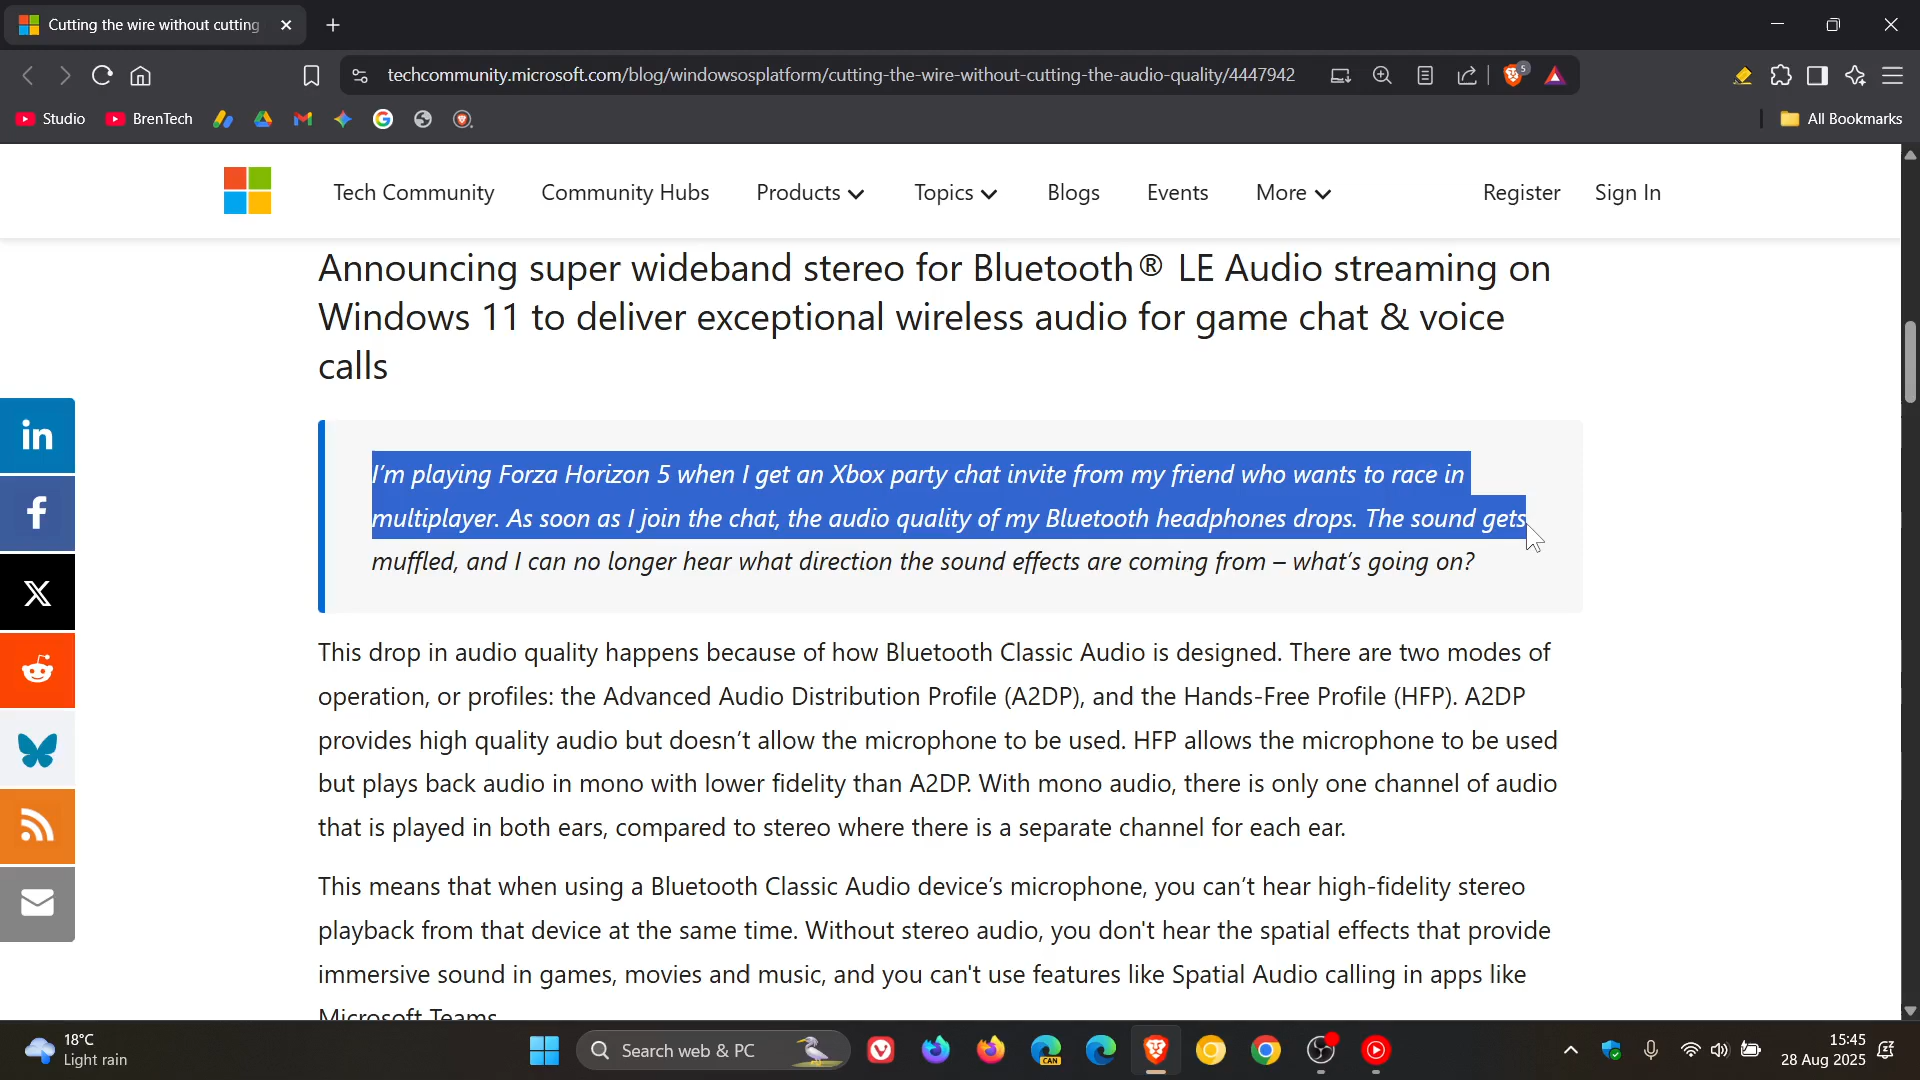 Cutting the wire without cutting
techcommunity.microsoft.com/blog/windowsosplatform/cutting-the-wire-without-cutting-the-audio-quality/4447942
5
Studio
BrenTech
All Bookmarks
Tech Community
Community Hubs
Products
Topics
Blogs
Events
More
Register
Sign In
Announcing super wideband stereo for Bluetooth® LE Audio streaming on
Windows 11 to deliver exceptional wireless audio for game chat & voice
calls
I’m playing Forza Horizon 5 when I get an Xbox party chat invite from my friend who wants to race in
multiplayer. As soon as I join the chat, the audio quality of my Bluetooth headphones drops. The sound gets
muffled, and I can no longer hear what direction the sound effects are coming from – what’s going on?
This drop in audio quality happens because of how Bluetooth Classic Audio is designed. There are two modes of
operation, or profiles: the Advanced Audio Distribution Profile (A2DP), and the Hands-Free Profile (HFP). A2DP
provides high quality audio but doesn’t allow the microphone to be used. HFP allows the microphone to be used
but plays back audio in mono with lower fidelity than A2DP. With mono audio, there is only one channel of audio
that is played in both ears, compared to stereo where there is a separate channel for each ear.
This means that when using a Bluetooth Classic Audio device’s microphone, you can’t hear high-fidelity stereo
playback from that device at the same time. Without stereo audio, you don't hear the spatial effects that provide
immersive sound in games, movies and music, and you can't use features like Spatial Audio calling in apps like
Microsoft Teams
in
18°C
Light rain
Search web & PC
CAN
15:45
28 Aug 2025